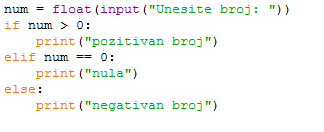 num = float(input("Unesite broj: "))
if num > 0:
    print("pozitivan broj")
elif num == 0:
    print("nula")
else:
    print("negativan broj")